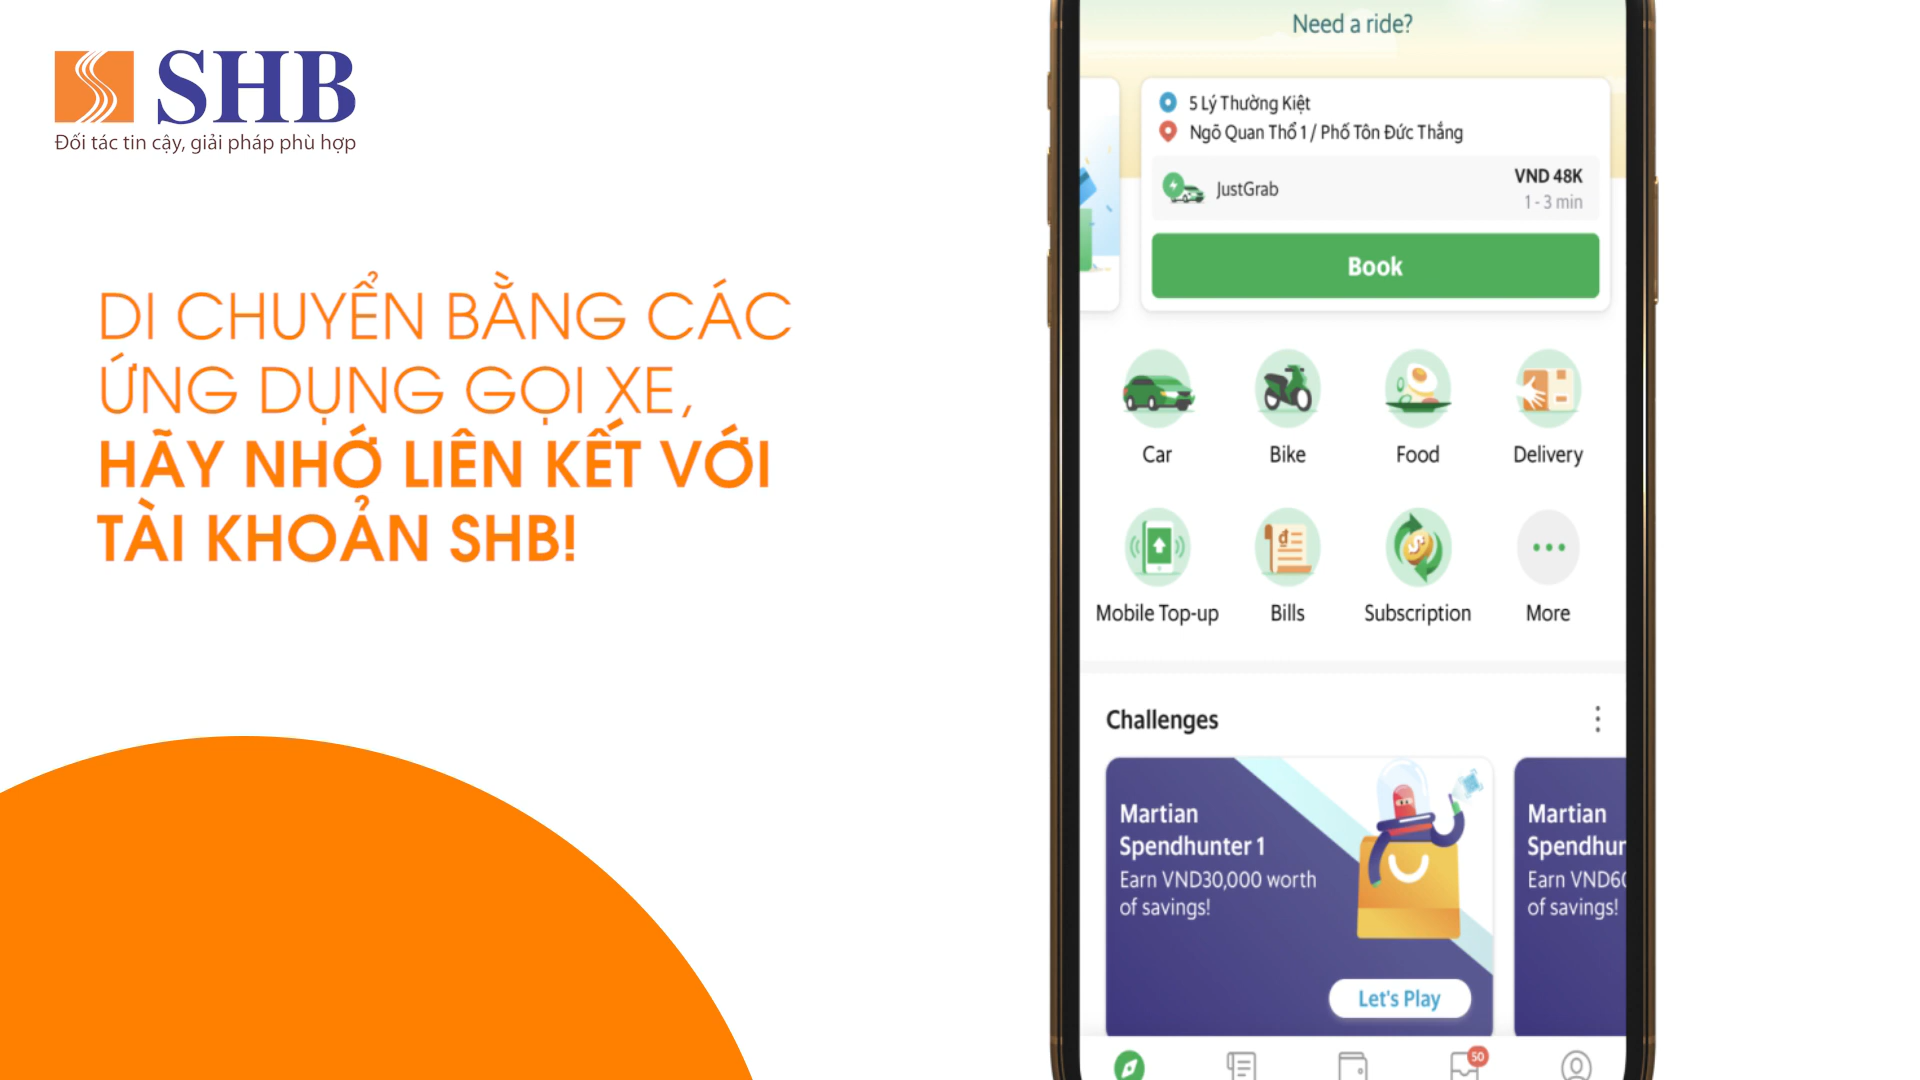 SHB
Đối tác tin cậy, giải pháp phù hợp
DI CHUYỂN BẰNG CÁC
ỨNG DỤNG GỌI XE,
HÃY NHỚ LIÊN KẾT VỚI
TÀI KHOẢN SHB!
Need a ride?
5 Lý Thường Kiệt
Ngõ Quan Thổ 1 / Phố Tôn Đức Thắng
JustGrab
VND 48K
1 - 3 min
Book
Car
Bike
Food
Delivery
đ
Mobile Top-up
Bills
Subscription
More
Challenges
Martian
Spendhunter 1
Earn VND30,000 worth
of savings!
Let's Play
Martian
Spendhur
Earn VND60
of savings!
50